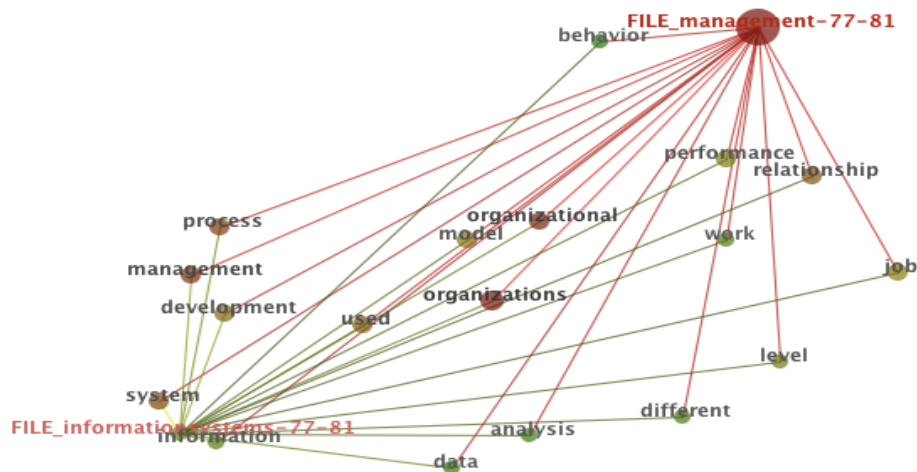 FILE_management-77-81
behavior
performance
relationship
process
organizational
model
work
management
job
organizations
development
used
level
system
different
FILE_informationsystems-77-81
information
analysis
data